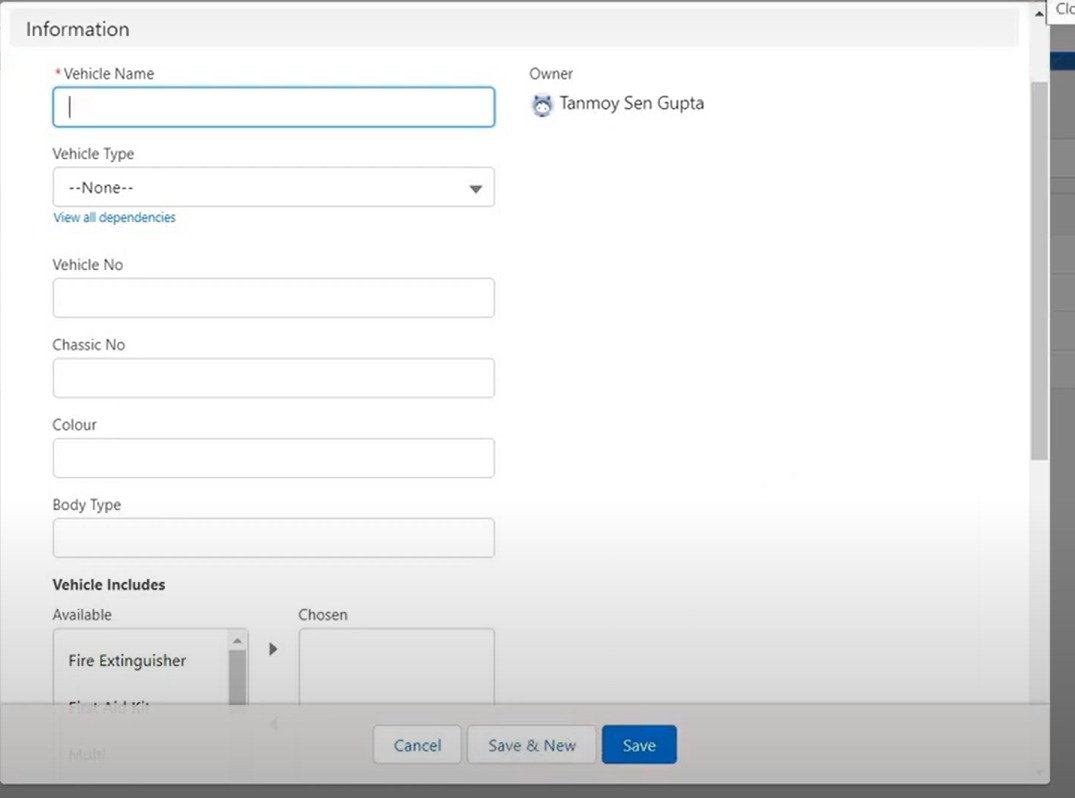 Clo
Information
* Vehicle Name
Owner
Tanmoy Sen Gupta
Vehicle Type
--None--
View all dependencies
Vehicle No
Chassic No
Colour
Body Type
Vehicle Includes
Available
Chosen
Fire Extinguisher
First Aid Kit
Multi
Cancel
Save & New
Save